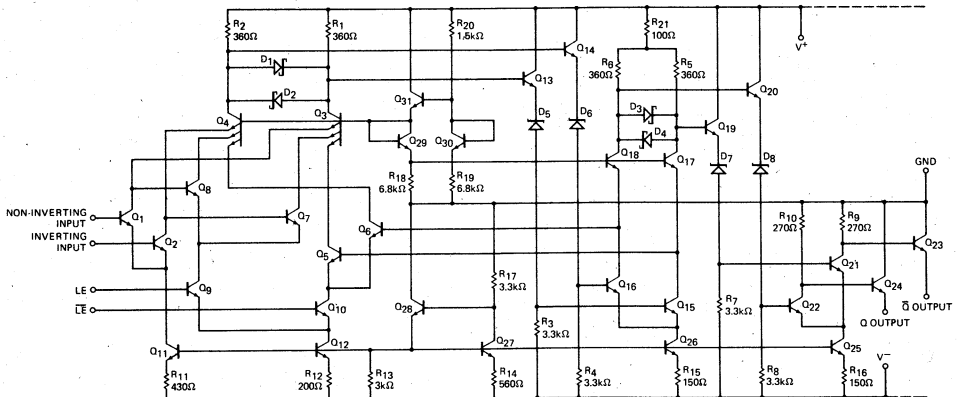 R2
360Ω
R1
360Ω
R20
1.5kΩ
R21
100Ω
V+
Q14
R6
360Ω
R5
360Ω
D1
Q13
Q20
D2
Q31
D5
D6
D3
Q19
Q4
Q3
Q29
Q30
D4
D7
D8
Q18
Q17
GND
R18
6.8kΩ
R19
6.8kΩ
Q8
NON-INVERTING
INPUT
Q1
Q7
R10
270Ω
R9
270Ω
INVERTING
INPUT
Q2
Q6
Q23
Q5
Q21
R17
3.3kΩ
Q24
LE
Q9
Q16
Q22
Q OUTPUT
Q̅ OUTPUT
L̅E̅
Q10
Q28
Q15
R7
3.3kΩ
R3
3.3kΩ
Q11
Q12
Q27
Q26
Q25
V−
R11
430Ω
R12
200Ω
R13
3kΩ
R14
560Ω
R4
3.3kΩ
R15
150Ω
R8
3.3kΩ
R16
150Ω